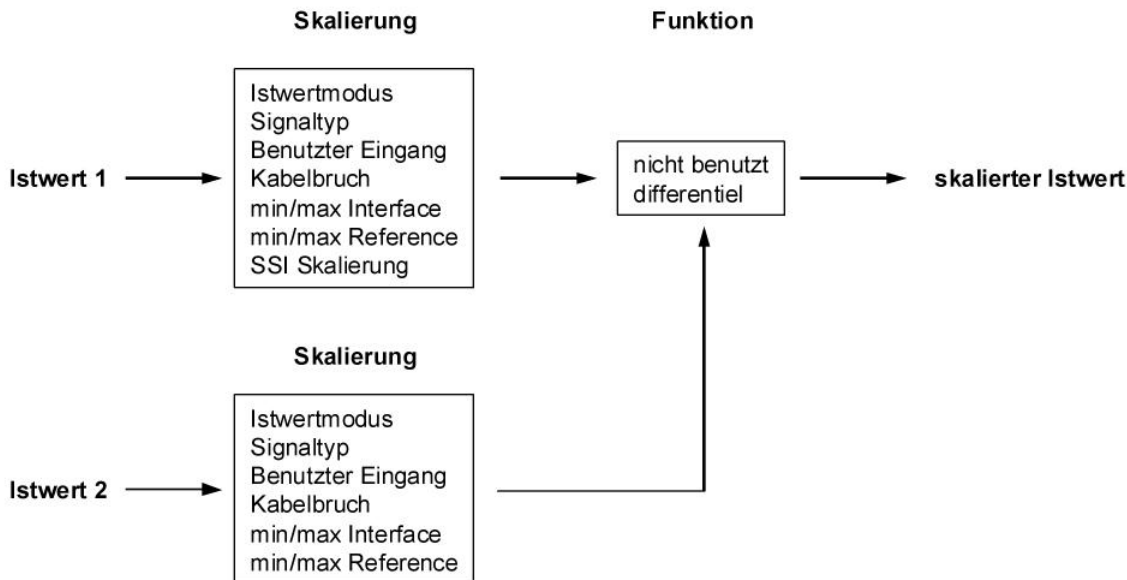 Skalierung
Funktion
Istwertmodus
Signaltyp
Benutzter Eingang
Kabelbruch
min/max Interface
min/max Reference
SSI Skalierung
Istwert 1
nicht benutzt
differentiel
skalierter Istwert
Skalierung
Istwertmodus
Signaltyp
Benutzter Eingang
Kabelbruch
min/max Interface
min/max Reference
Istwert 2